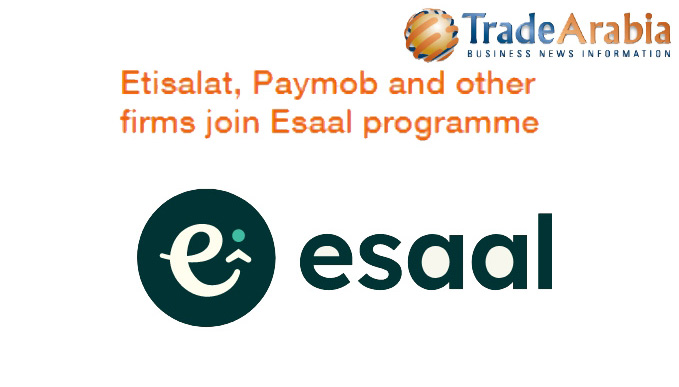 TradeArabia
BUSINESS NEWS INFORMATION
Etisalat, Paymob and other
firms join Esaal programme
e
esaal